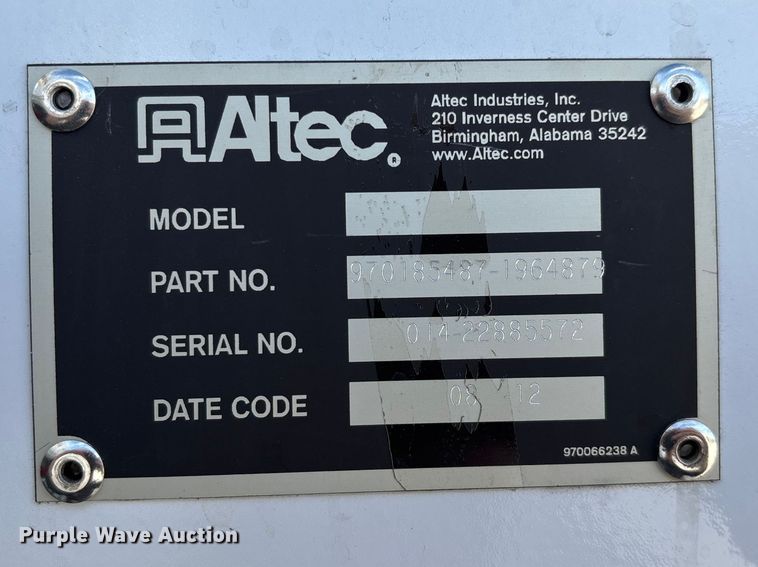 Altec®
Altec Industries, Inc.
210 Inverness Center Drive
Birmingham, Alabama 35242
www.Altec.com
MODEL
PART NO. 970185487-1964879
SERIAL NO. 014-22885572
DATE CODE 08 12
970066238 A
Purple Wave Auction